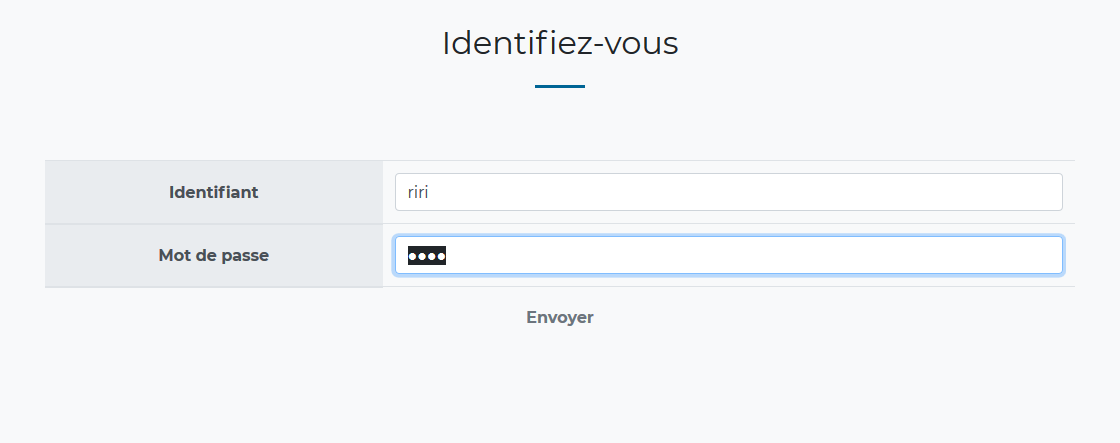 Identifiez-vous
Identifiant
riri
Mot de passe
••••
Envoyer